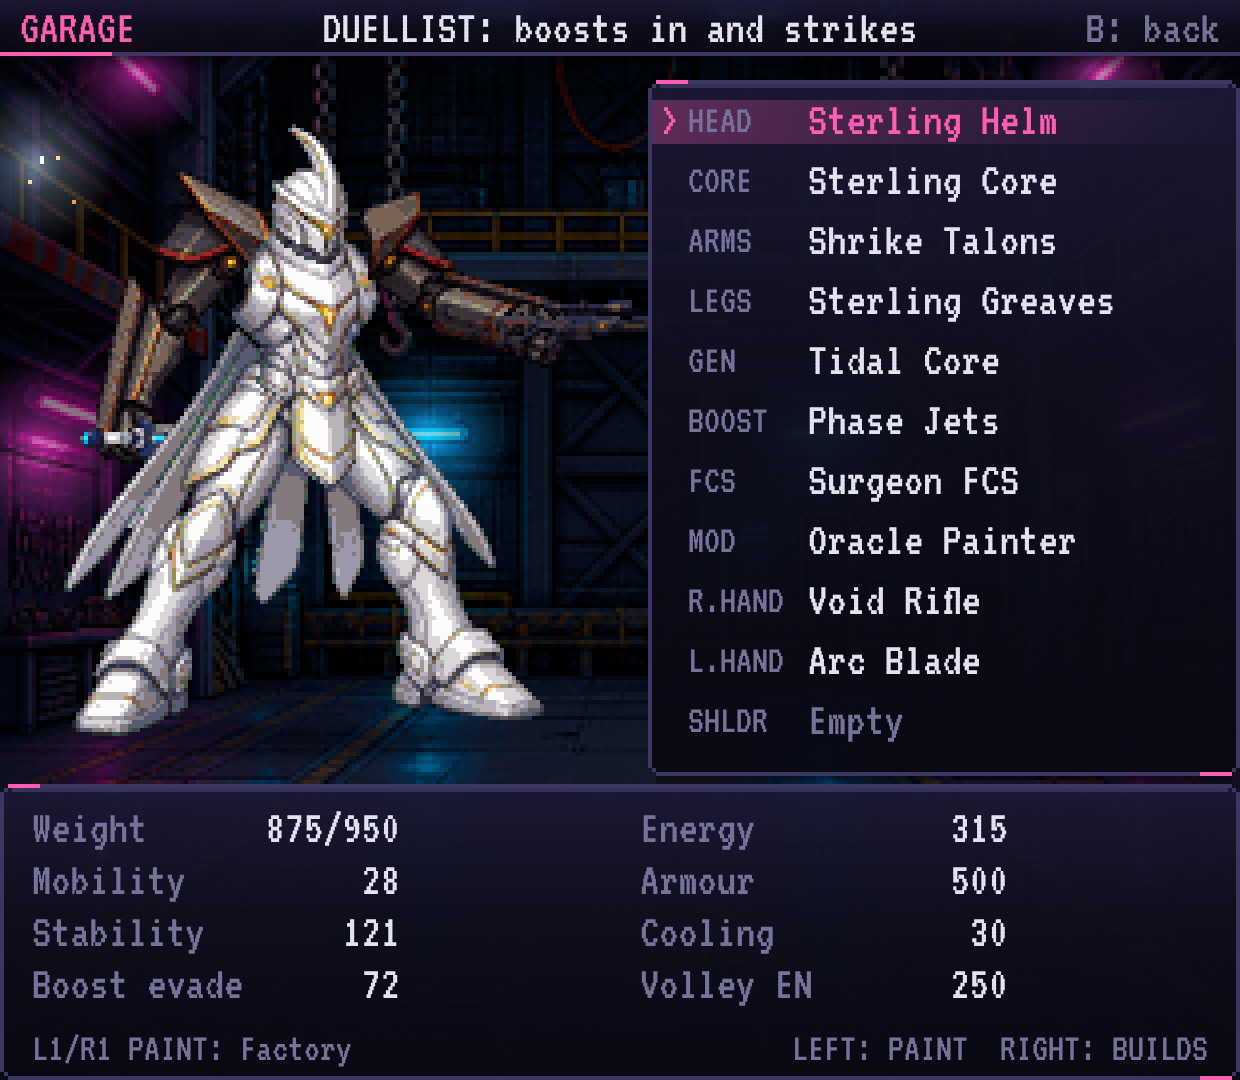 GARAGE DUELLIST: boosts in and strikes B: back
HEAD Sterling Helm
CORE Sterling Core
ARMS Shrike Talons
LEGS Sterling Greaves
GEN Tidal Core
BOOST Phase Jets
FCS Surgeon FCS
MOD Oracle Painter
R.HAND Void Rifle
L.HAND Arc Blade
SHLDR Empty
Weight 875/950 Energy 315
Mobility 28 Armour 500
Stability 121 Cooling 30
Boost evade 72 Volley EN 250
L1/R1 PAINT: Factory LEFT: PAINT RIGHT: BUILDS